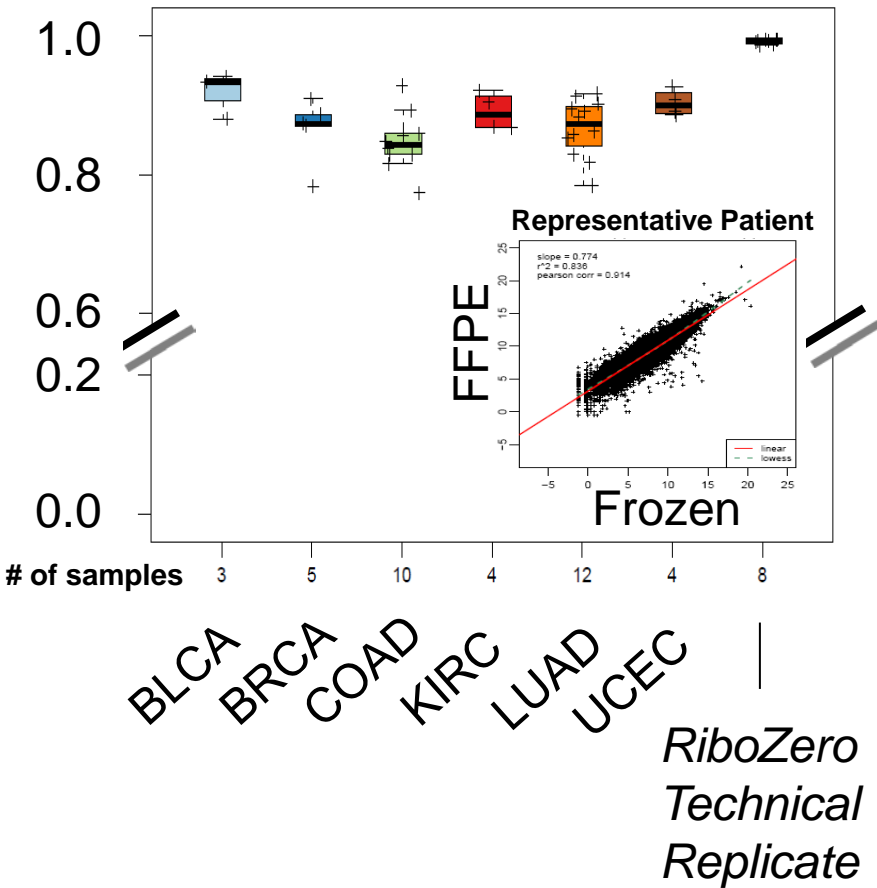 1.0
0.8
0.6
0.2
0.0
Representative Patient
slope = 0.774
r^2 = 0.836
pearson corr = 0.914
25
20
15
10
5
0
−5
FFPE
linear
lowess
−5 0 5 10 15 20 25
Frozen
# of samples 3 5 10 4 12 4 8
BLCA
BRCA
COAD
KIRC
LUAD
UCEC
RiboZero
Technical
Replicate